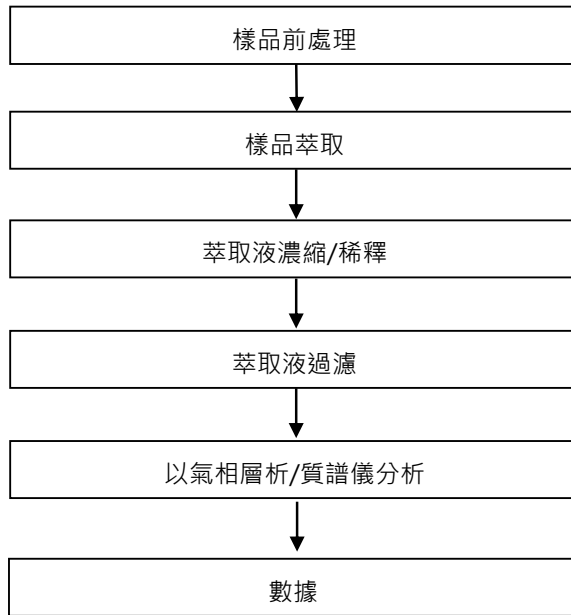 樣品前處理
樣品萃取
萃取液濃縮/稀釋
萃取液過濾
以氣相層析/質譜儀分析
數據